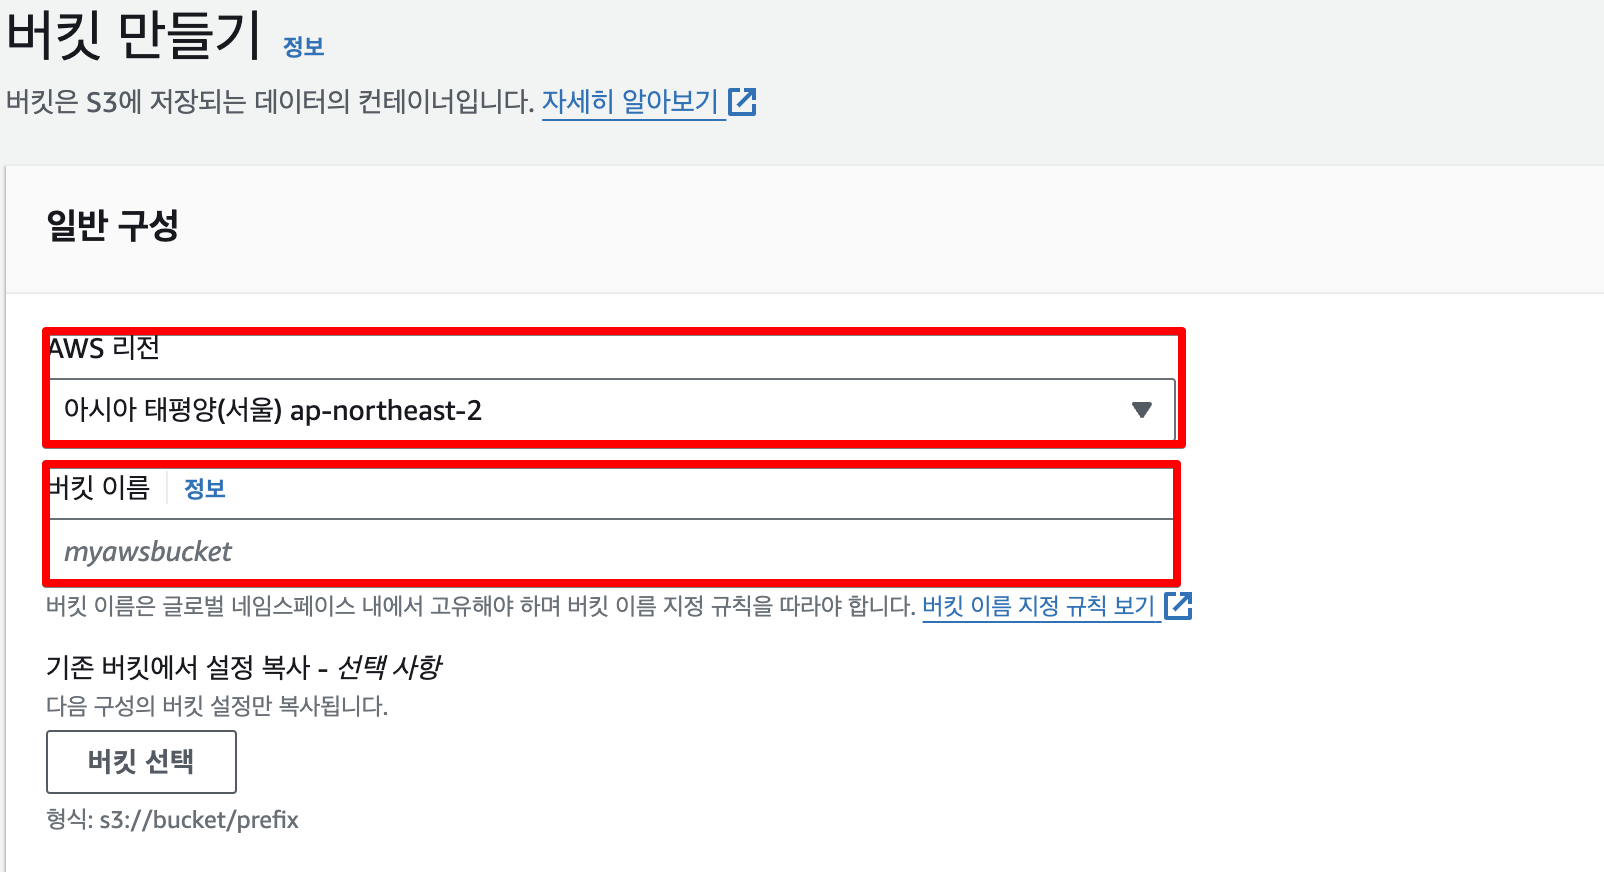 버킷 만들기 정보
버킷은 S3에 저장되는 데이터의 컨테이너입니다. 자세히 알아보기
일반 구성
AWS 리전
아시아 태평양(서울) ap-northeast-2
버킷 이름 정보
myawsbucket
버킷 이름은 글로벌 네임스페이스 내에서 고유해야 하며 버킷 이름 지정 규칙을 따라야 합니다. 버킷 이름 지정 규칙 보기
기존 버킷에서 설정 복사 - 선택 사항
다음 구성의 버킷 설정만 복사됩니다.
버킷 선택
형식: s3://bucket/prefix